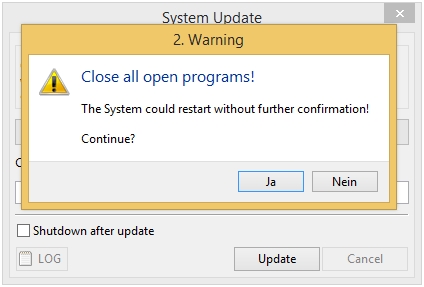 System Update
2. Warning
Close all open programs!
The System could restart without further confirmation!
Continue?
Ja
Nein
Shutdown after update
LOG
Update
Cancel